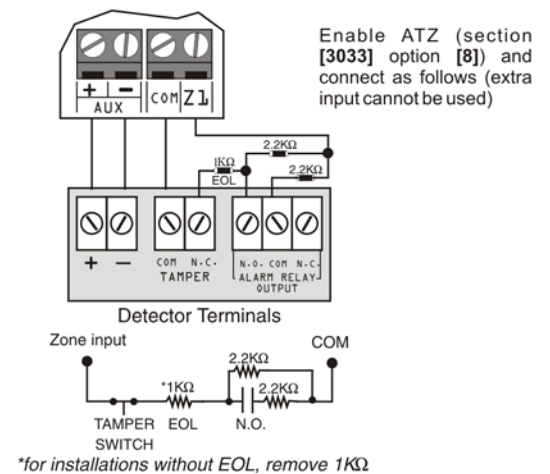 Enable ATZ (section
[3033] option [8]) and
connect as follows (extra
input cannot be used)
+ − COM Z1
AUX
2.2KΩ
1KΩ
EOL
2.2KΩ
+ − COM N.C. N.O. COM N.C.
TAMPER ALARM RELAY
OUTPUT
Detector Terminals
Zone input COM
2.2KΩ
*1KΩ 2.2KΩ
TAMPER EOL N.O.
SWITCH
*for installations without EOL, remove 1KΩ